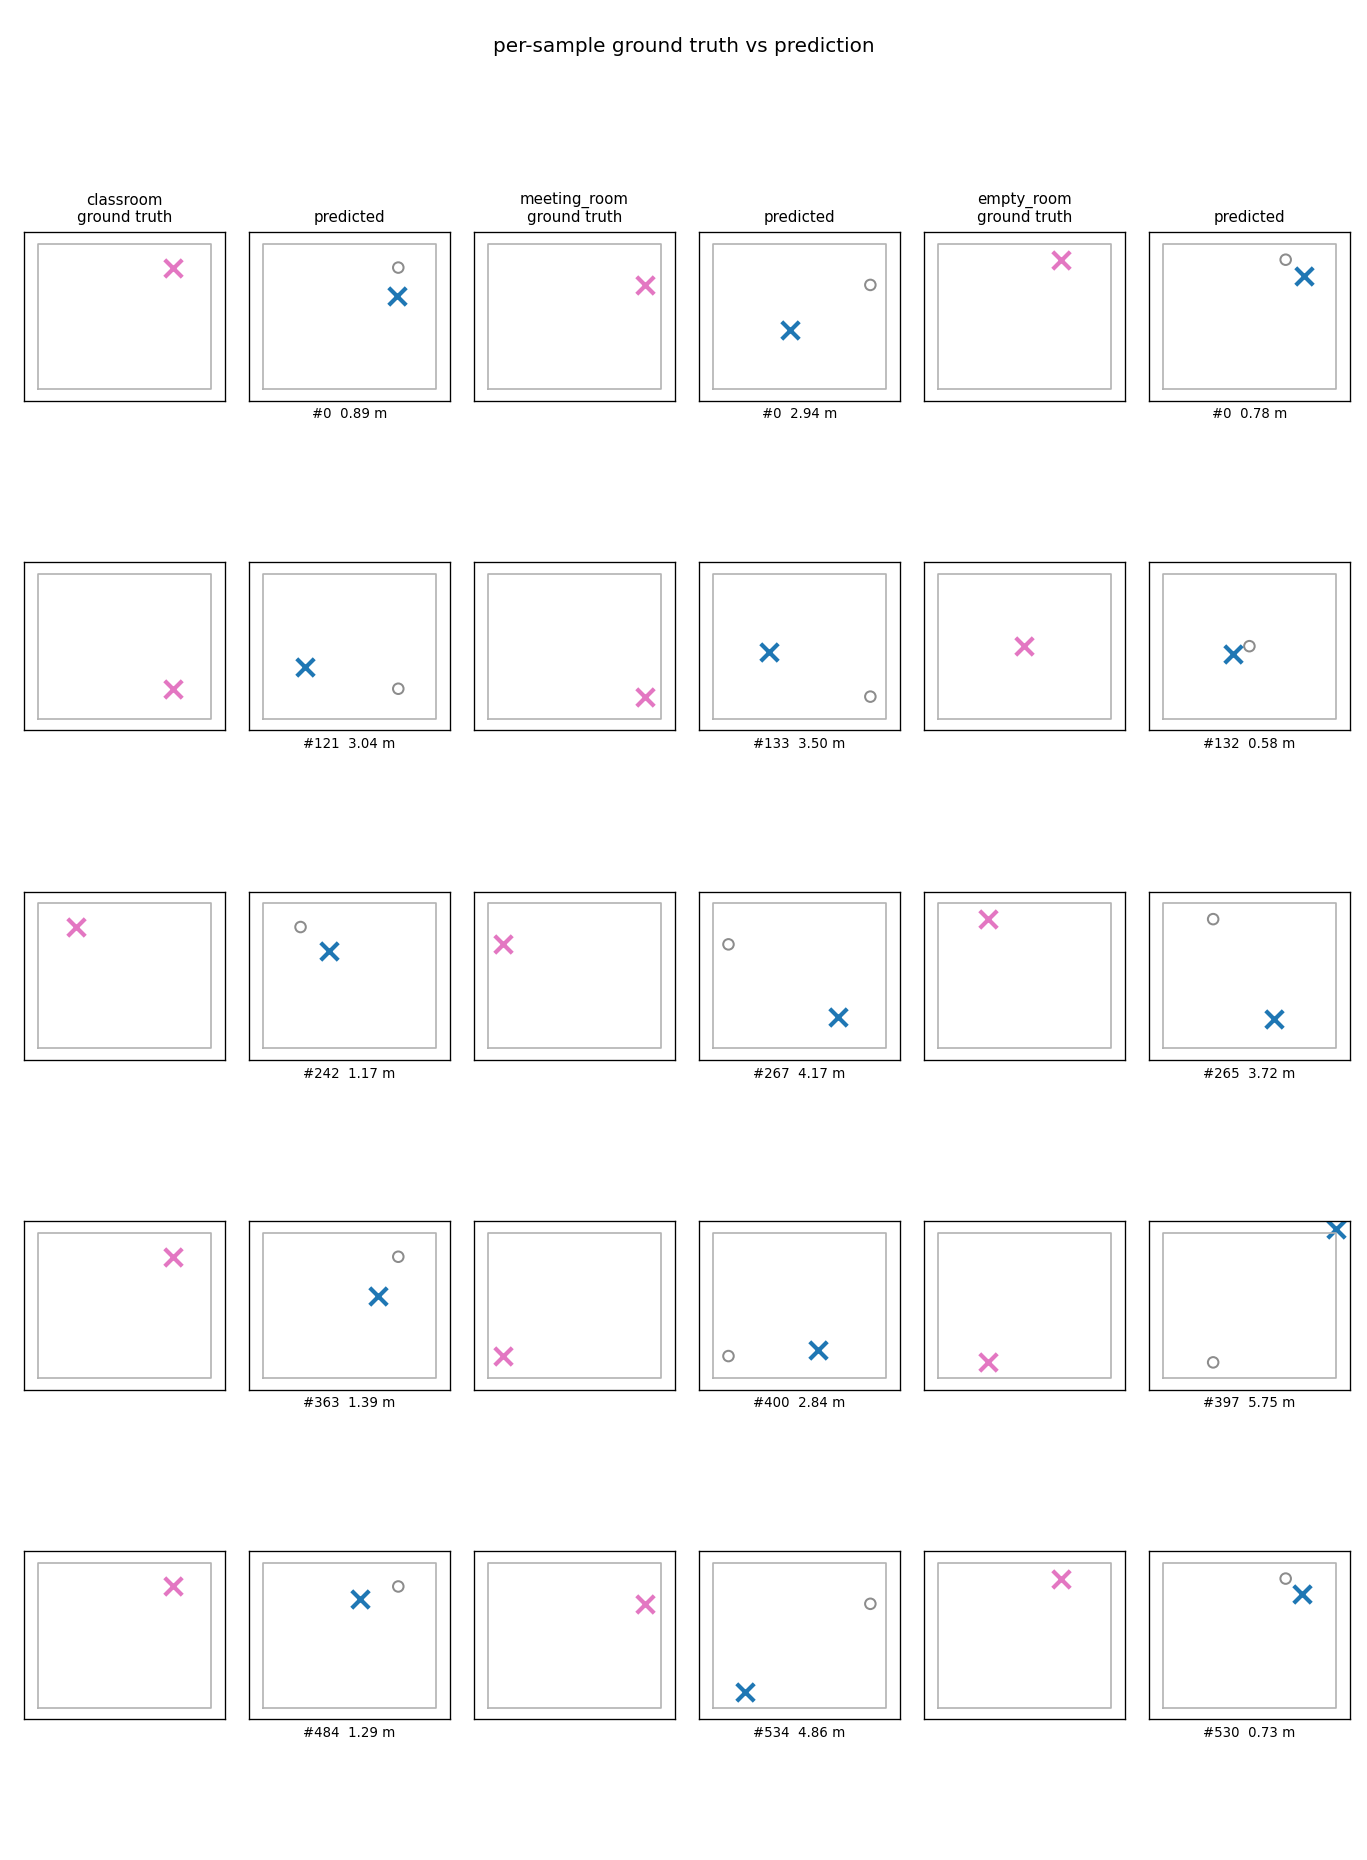 per-sample ground truth vs prediction
classroom
ground truth
predicted
meeting_room
ground truth
predicted
empty_room
ground truth
predicted
#0  0.89 m
#0  2.94 m
#0  0.78 m
#121  3.04 m
#133  3.50 m
#132  0.58 m
#242  1.17 m
#267  4.17 m
#265  3.72 m
#363  1.39 m
#400  2.84 m
#397  5.75 m
#484  1.29 m
#534  4.86 m
#530  0.73 m